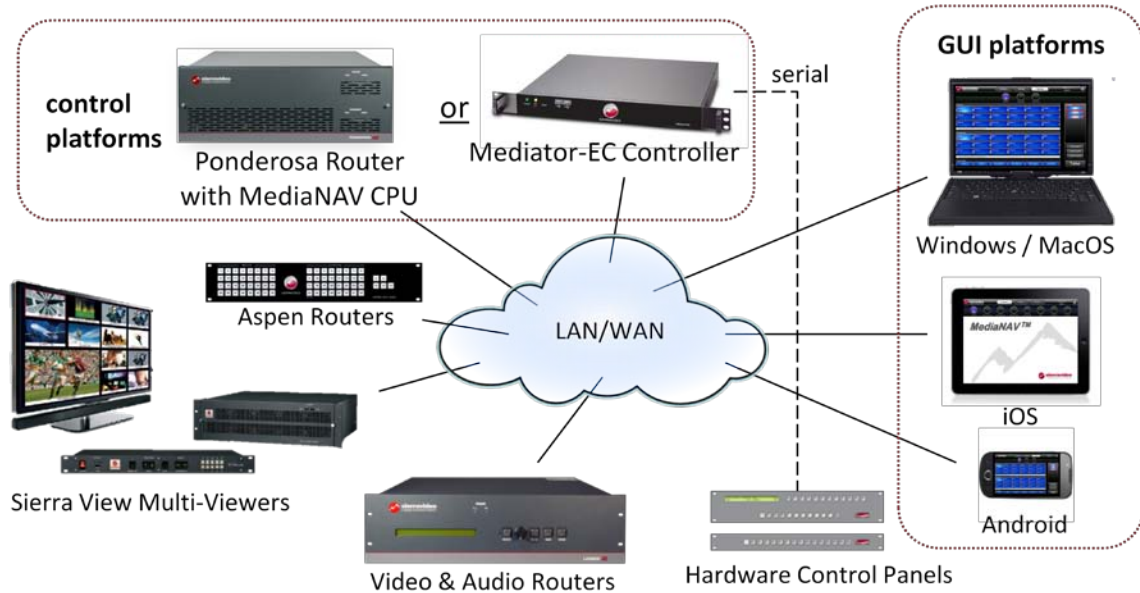 control
platforms
Ponderosa Router
with MediaNAV CPU
or
Mediator-EC Controller
serial
GUI platforms
Windows / MacOS
MediaNAV™
iOS
Android
LAN/WAN
Aspen Routers
Sierra View Multi-Viewers
sierravideo
Video & Audio Routers
Hardware Control Panels